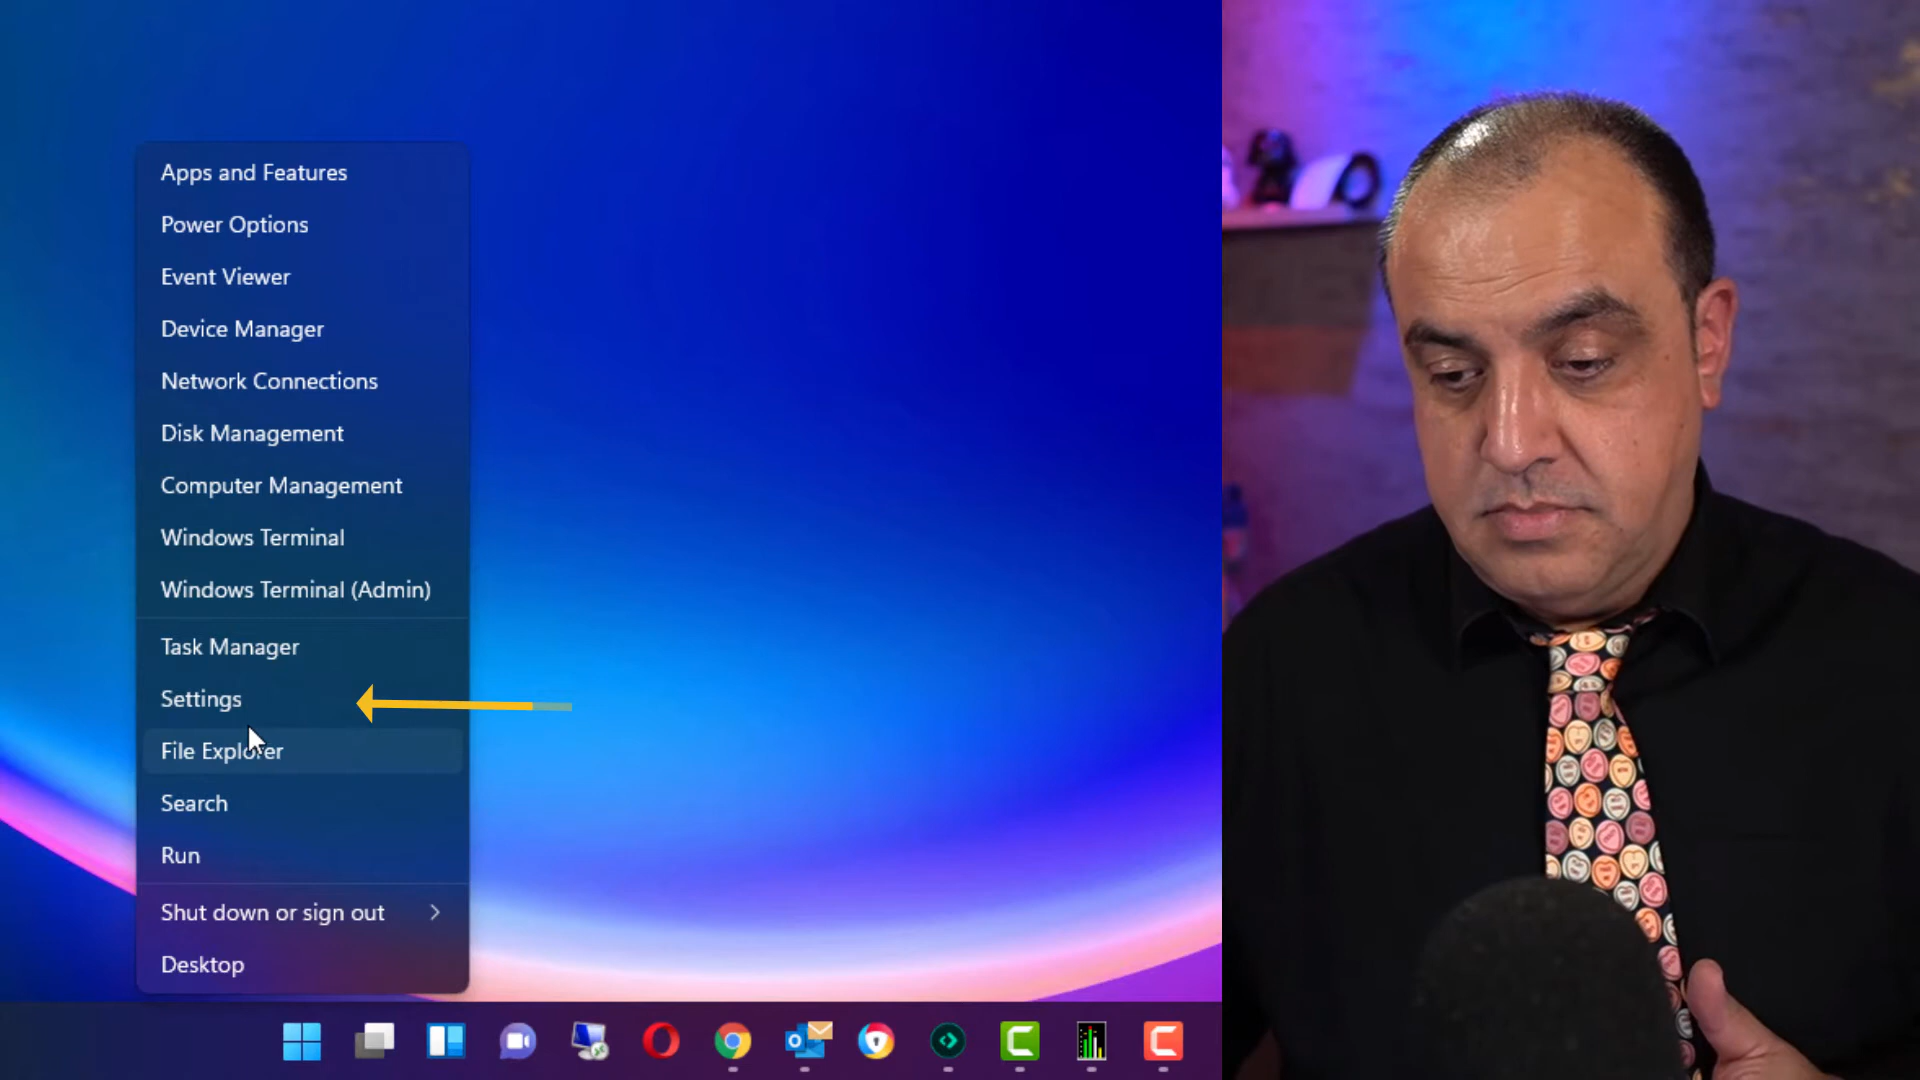 Apps and Features
Power Options
Event Viewer
Device Manager
Network Connections
Disk Management
Computer Management
Windows Terminal
Windows Terminal (Admin)
Task Manager
Settings
File Explorer
Search
Run
Shut down or sign out
Desktop